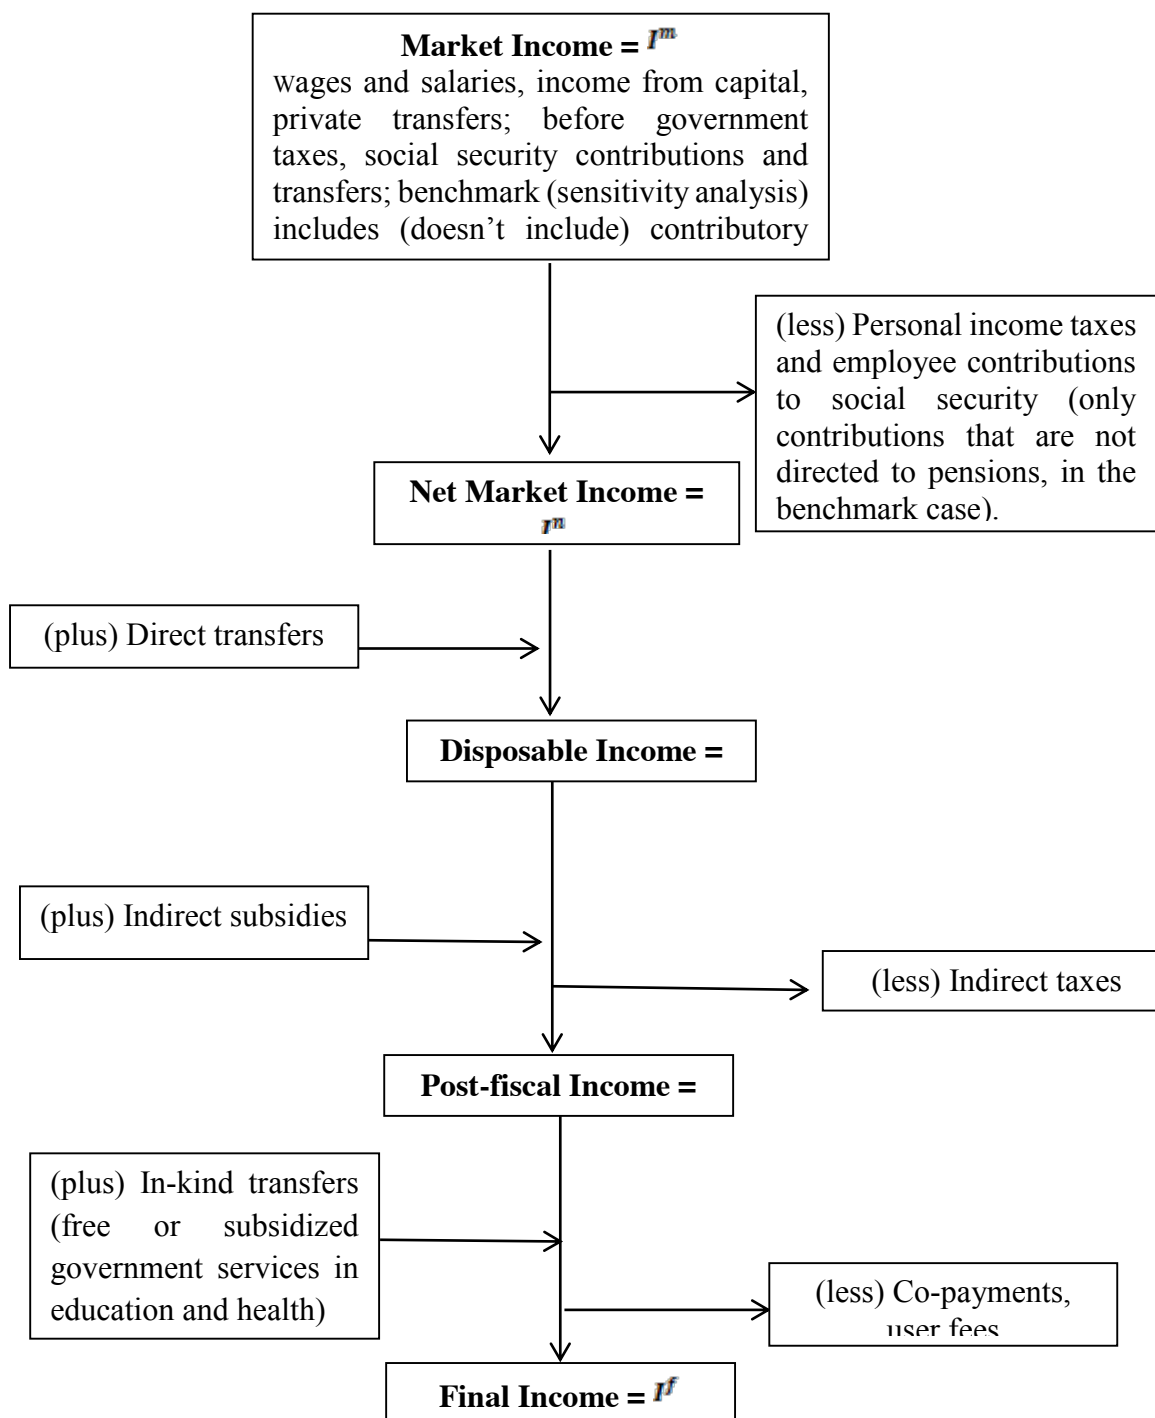 Market Income = I^m
wages and salaries, income from capital,
private transfers; before government
taxes, social security contributions and
transfers; benchmark (sensitivity analysis)
includes (doesn't include) contributory
(less) Personal income taxes
and employee contributions
to social security (only
contributions that are not
directed to pensions, in the
benchmark case).
Net Market Income =
I^n
(plus) Direct transfers
Disposable Income =
(plus) Indirect subsidies
(less) Indirect taxes
Post-fiscal Income =
(plus) In-kind transfers
(free or subsidized
government services in
education and health)
(less) Co-payments,
user fees
Final Income = I^f